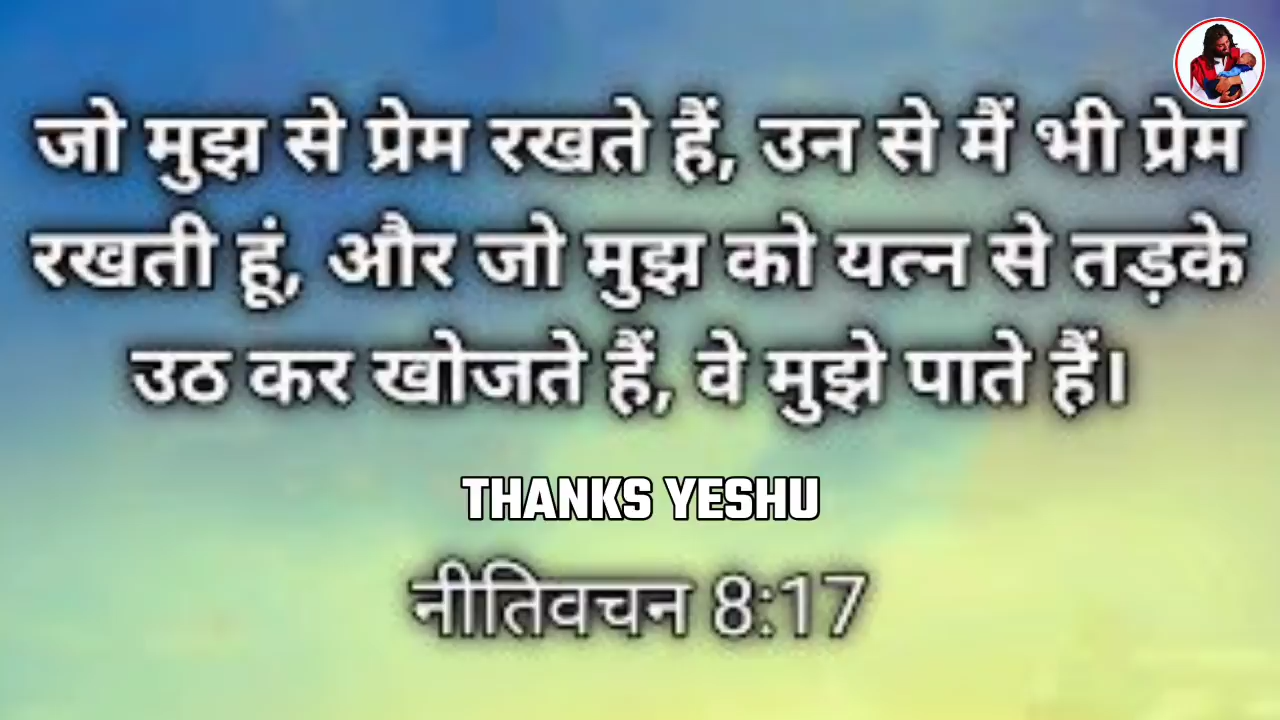 जो मुझ से प्रेम रखते हैं, उन से मैं भी प्रेम
रखती हूं, और जो मुझ को यत्न से तड़के
उठ कर खोजते हैं, वे मुझे पाते हैं।
THANKS YESHU
नीतिवचन 8:17